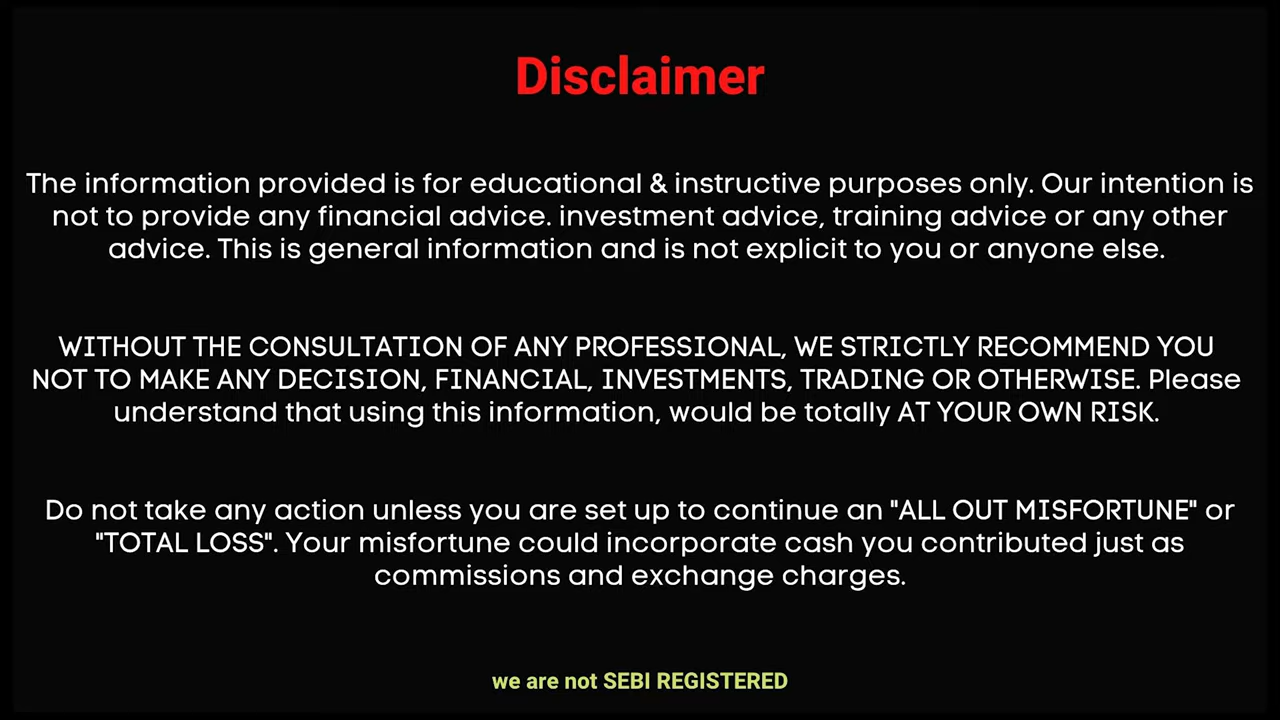 Disclaimer
The information provided is for educational & instructive purposes only. Our intention is
not to provide any financial advice. investment advice, training advice or any other
advice. This is general information and is not explicit to you or anyone else.
WITHOUT THE CONSULTATION OF ANY PROFESSIONAL, WE STRICTLY RECOMMEND YOU
NOT TO MAKE ANY DECISION, FINANCIAL, INVESTMENTS, TRADING OR OTHERWISE. Please
understand that using this information, would be totally AT YOUR OWN RISK.
Do not take any action unless you are set up to continue an "ALL OUT MISFORTUNE" or
"TOTAL LOSS". Your misfortune could incorporate cash you contributed just as
commissions and exchange charges.
we are not SEBI REGISTERED